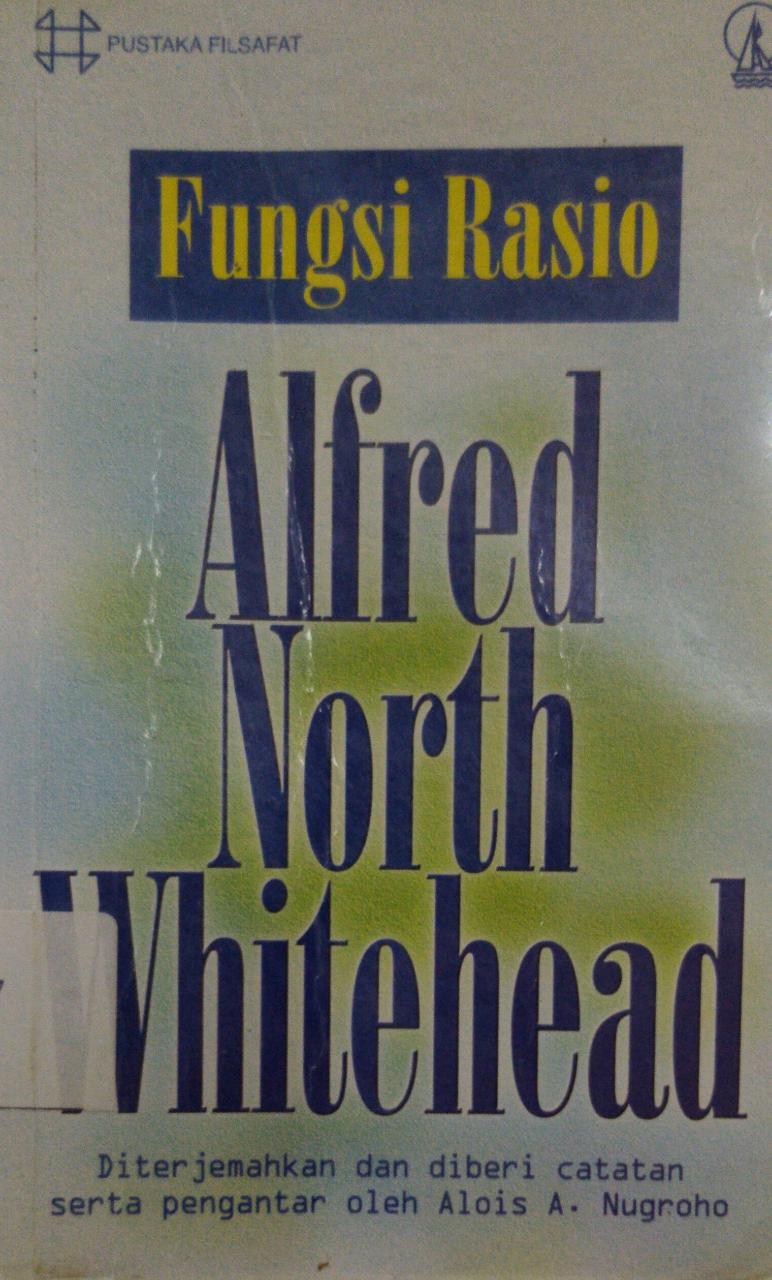 PUSTAKA FILSAFAT
Fungsi Rasio
Alfred
North
Whitehead
Diterjemahkan dan diberi catatan
serta pengantar oleh Alois A. Nugroho